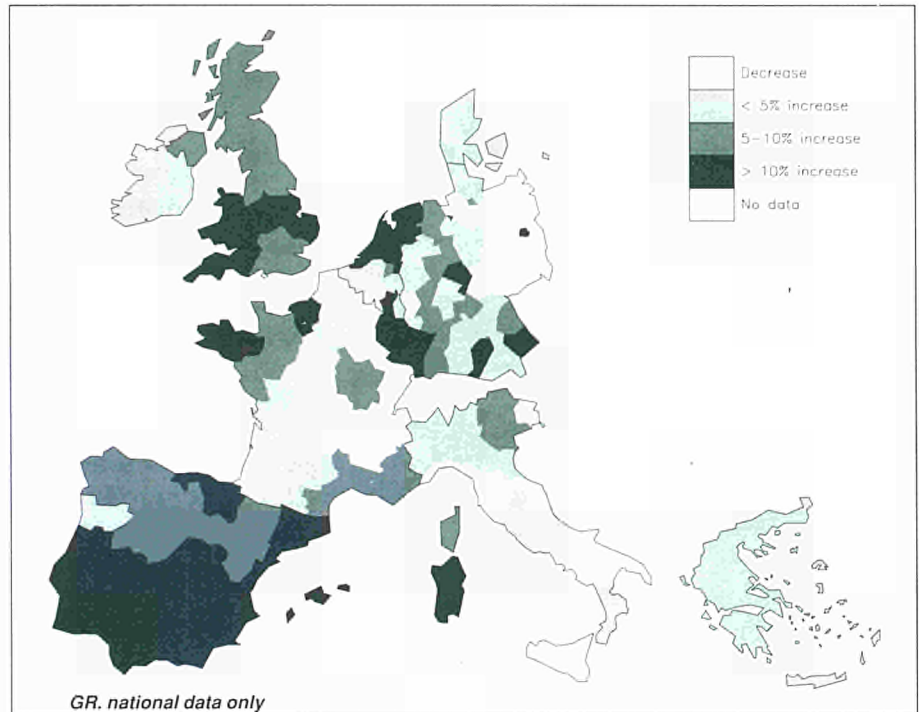 Decrease
< 5% increase
5-10% increase
> 10% increase
No data
GR. national data only